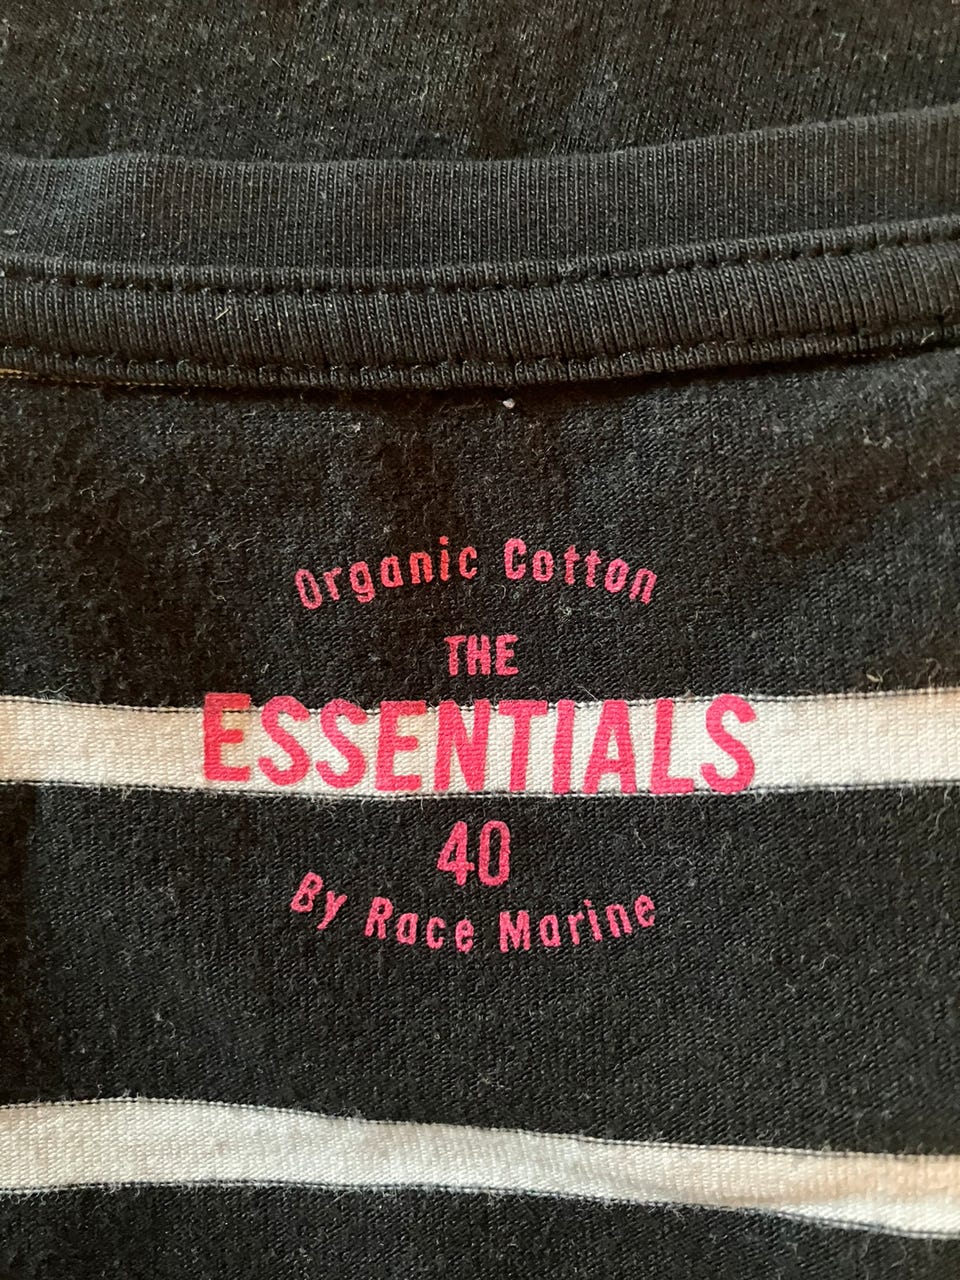 Organic Cotton
THE
ESSENTIALS
40
By Race Marine